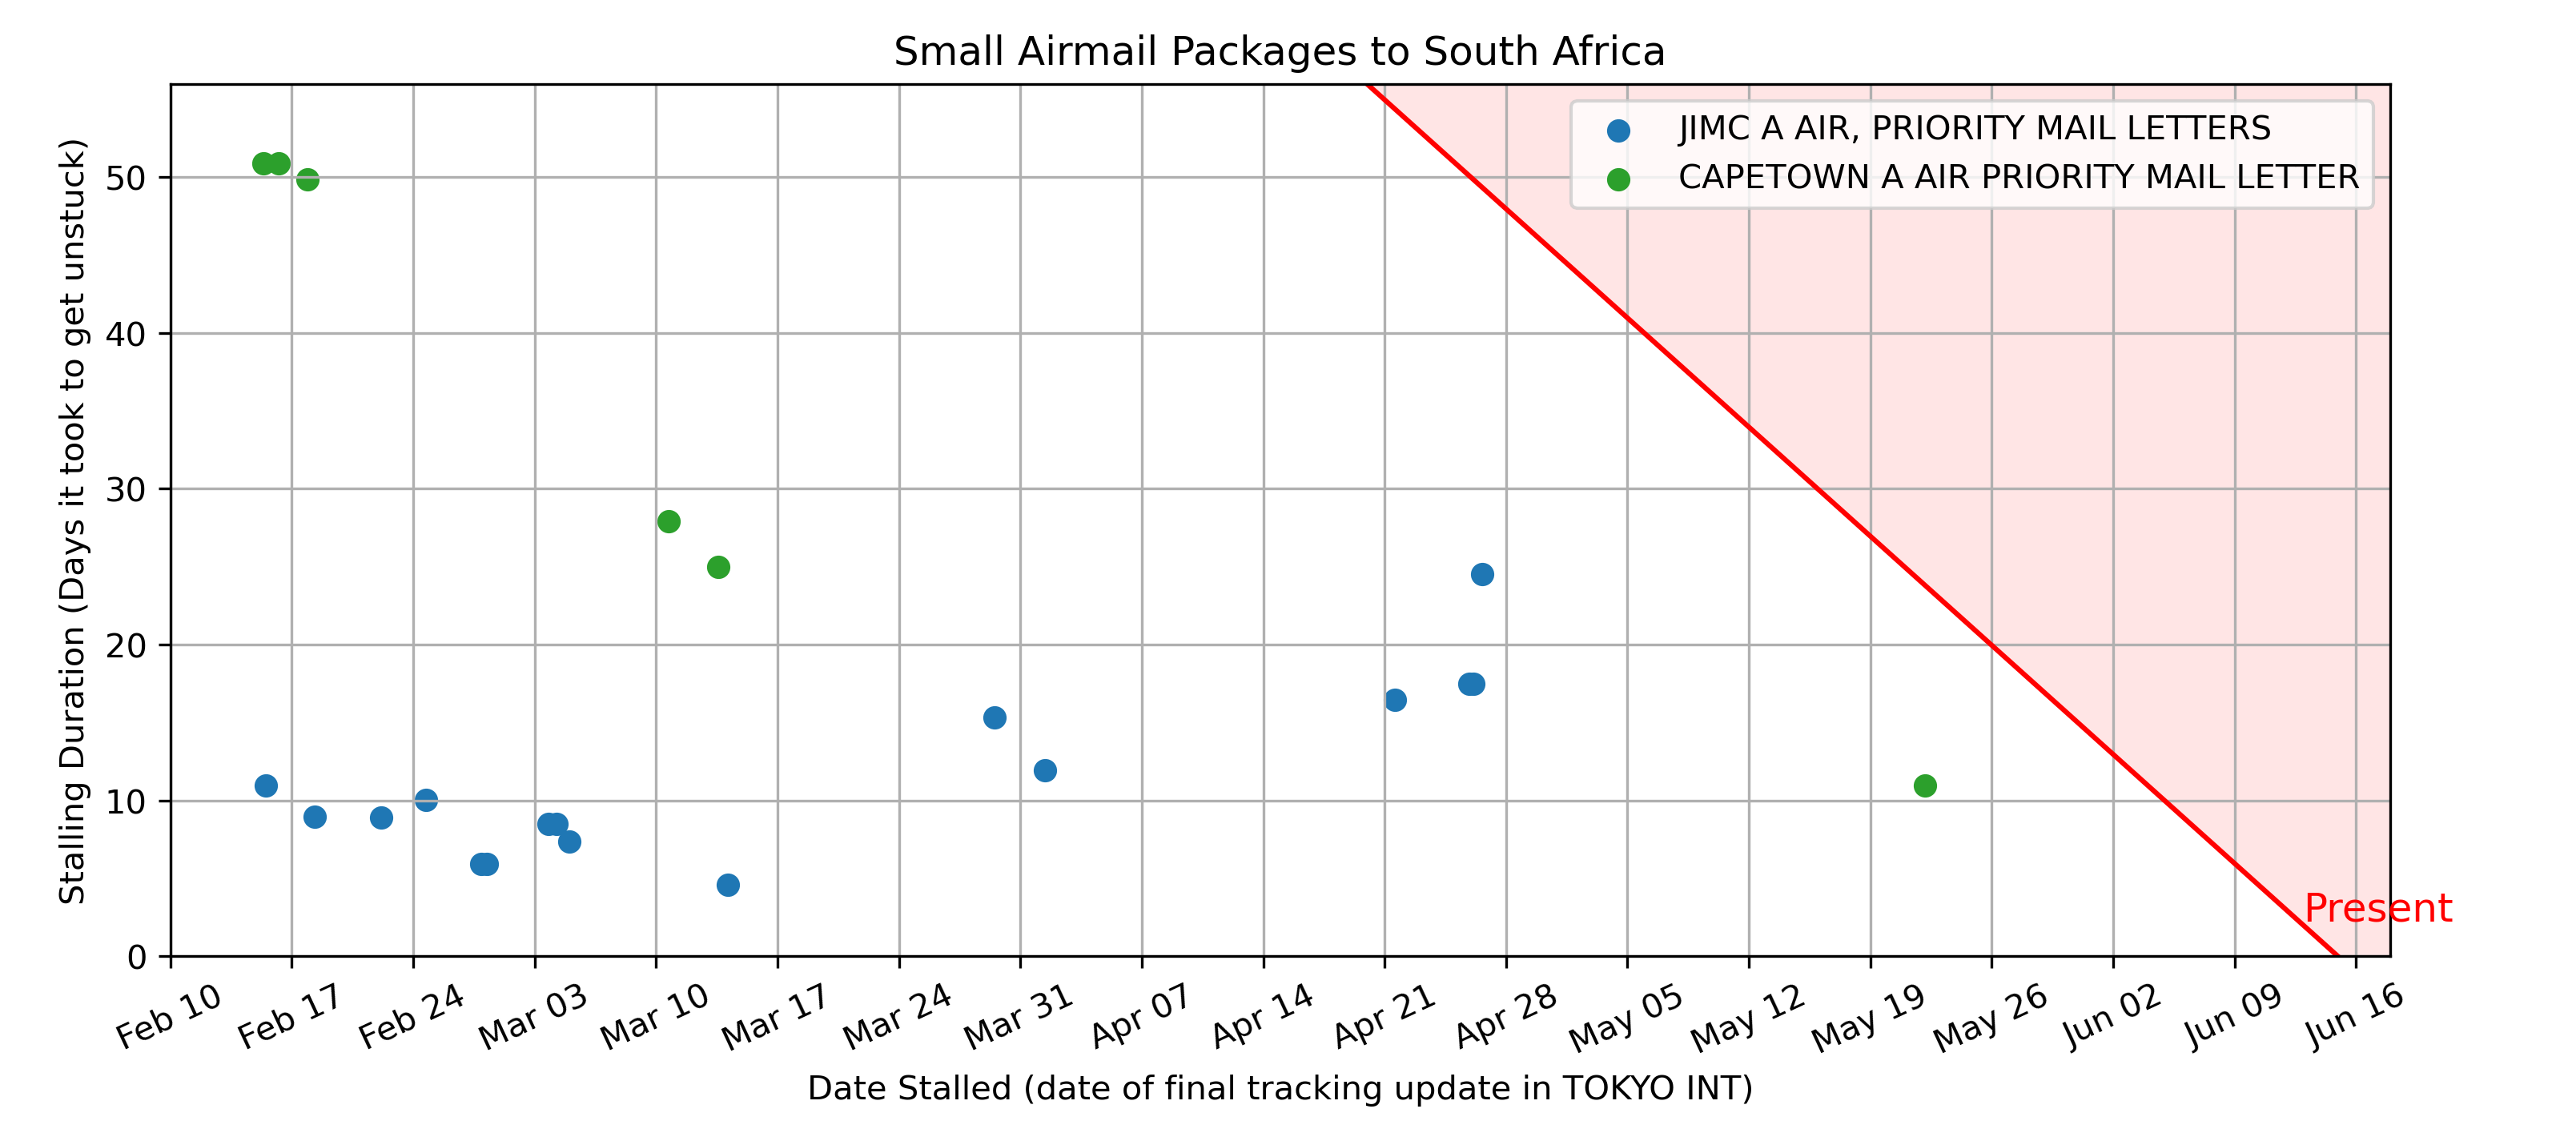 Small Airmail Packages to South Africa
JIMC A AIR, PRIORITY MAIL LETTERS
CAPETOWN A AIR PRIORITY MAIL LETTER
Stalling Duration (Days it took to get unstuck)
50
40
30
20
10
0
Present
Feb 10
Feb 17
Feb 24
Mar 03
Mar 10
Mar 17
Mar 24
Mar 31
Apr 07
Apr 14
Apr 21
Apr 28
May 05
May 12
May 19
May 26
Jun 02
Jun 09
Jun 16
Date Stalled (date of final tracking update in TOKYO INT)